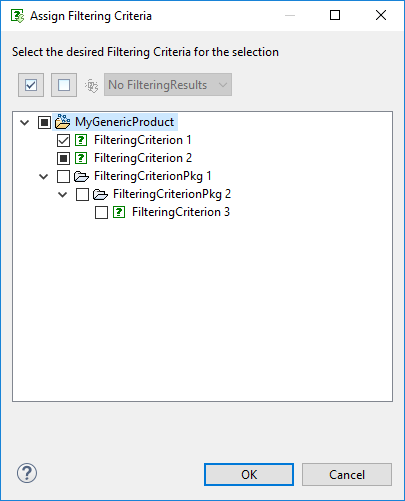 Assign Filtering Criteria
Select the desired Filtering Criteria for the selection
No FilteringResults
MyGenericProduct
FilteringCriterion 1
FilteringCriterion 2
FilteringCriterionPkg 1
FilteringCriterionPkg 2
FilteringCriterion 3
OK
Cancel